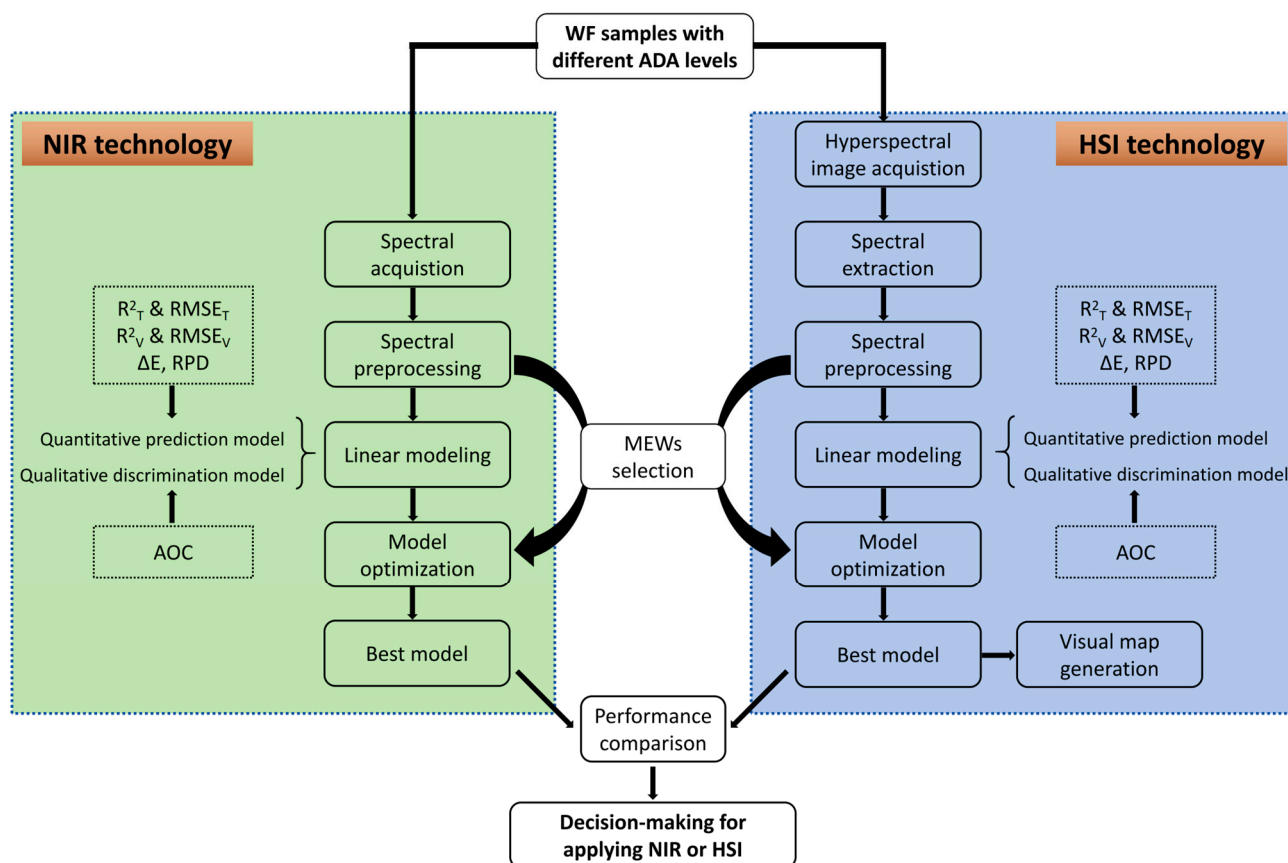 WF samples with
different ADA levels
NIR technology
Spectral
acquistion
Spectral
preprocessing
Linear modeling
Model
optimization
Best model
R²T & RMSET
R²V & RMSEV
ΔE, RPD
Quantitative prediction model
Qualitative discrimination model
AOC
MEWs
selection
HSI technology
Hyperspectral
image acquistion
Spectral
extraction
Spectral
preprocessing
Linear modeling
Model
optimization
Best model
Visual map
generation
R²T & RMSET
R²V & RMSEV
ΔE, RPD
Quantitative prediction model
Qualitative discrimination model
AOC
Performance
comparison
Decision-making for
applying NIR or HSI